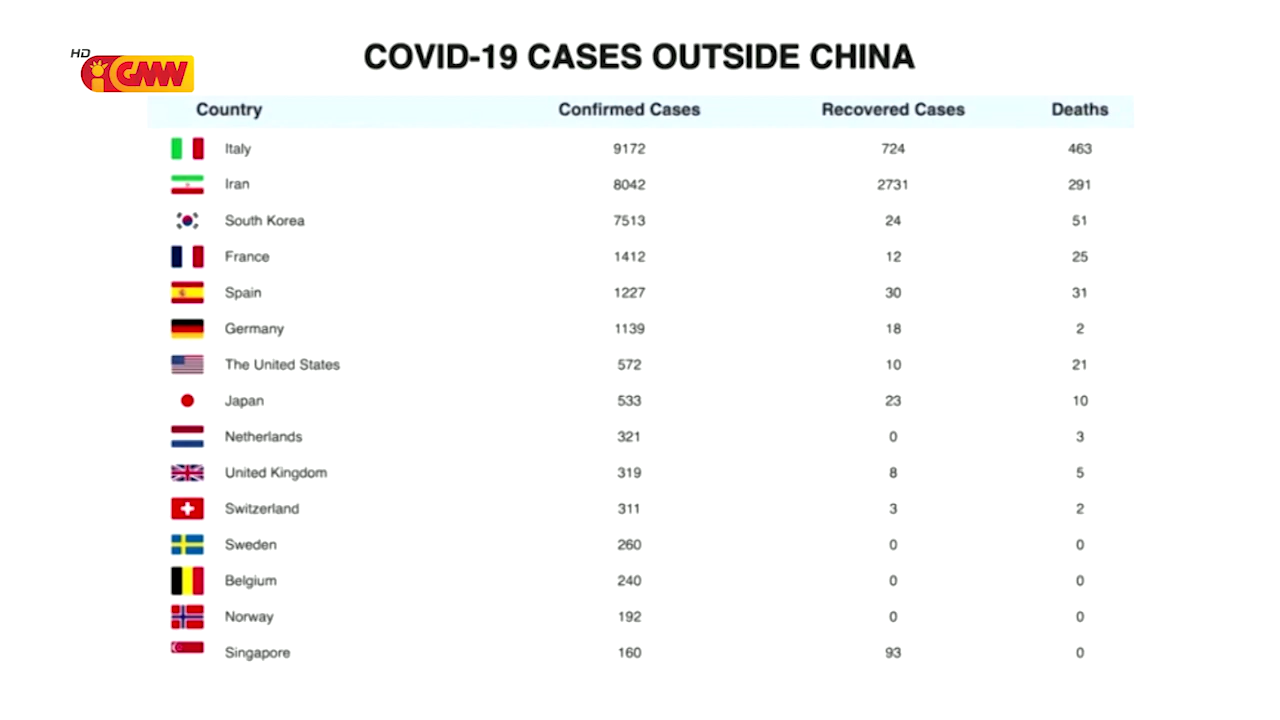 HD
iGMW
COVID-19 CASES OUTSIDE CHINA
Country Confirmed Cases Recovered Cases Deaths
Italy 9172 724 463
Iran 8042 2731 291
South Korea 7513 24 51
France 1412 12 25
Spain 1227 30 31
Germany 1139 18 2
The United States 572 10 21
Japan 533 23 10
Netherlands 321 0 3
United Kingdom 319 8 5
Switzerland 311 3 2
Sweden 260 0 0
Belgium 240 0 0
Norway 192 0 0
Singapore 160 93 0